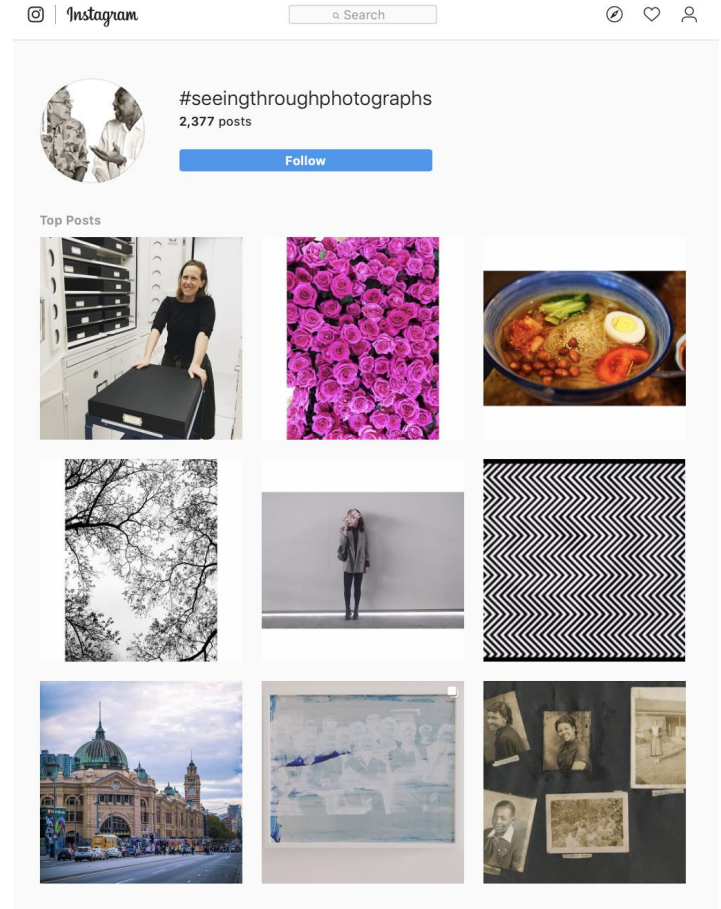 Instagram
Search
#seeingthroughphotographs
2,377 posts
Follow
Top Posts